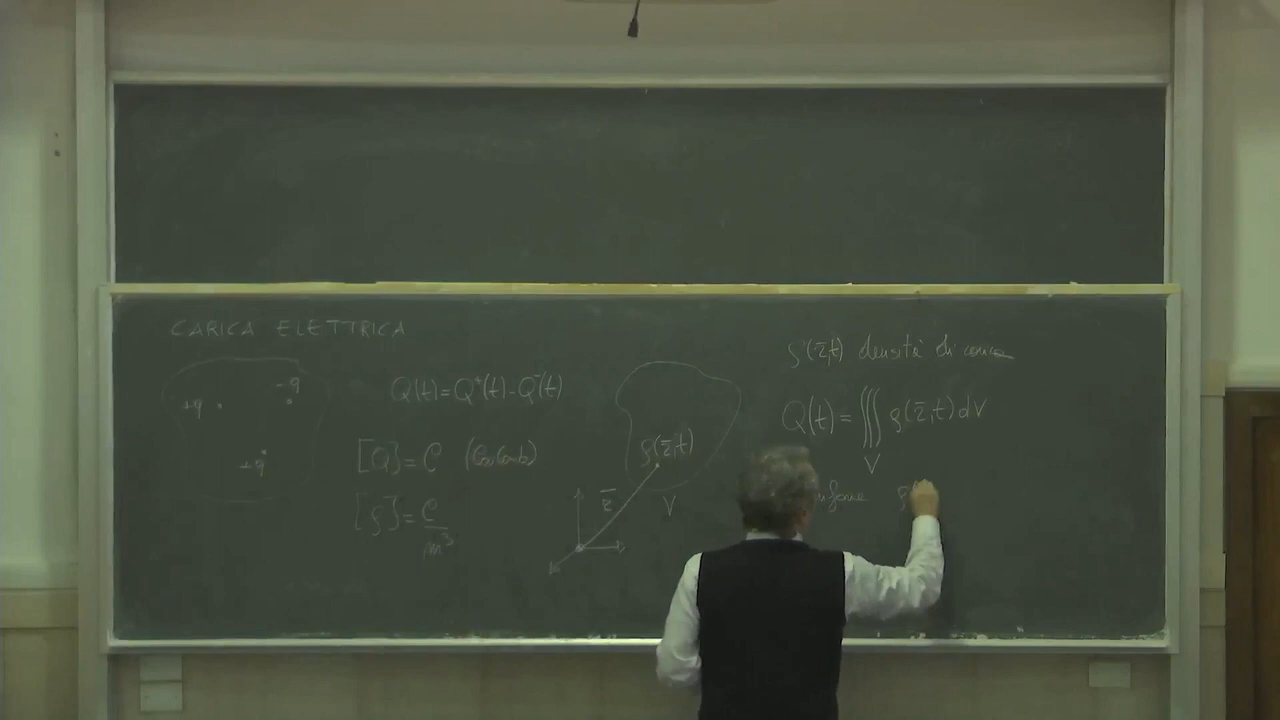 CARICA ELETTRICA
-q
+q
+q
Q(t)=Q⁺(t)-Q⁻(t)
[Q]=C (Coulomb)
[ρ]=C/m³
ρ(r̄,t)
r̄
V
ρ(r̄,t) densità di carica
Q(t)=∭ρ(r̄,t)dV
V
ρ